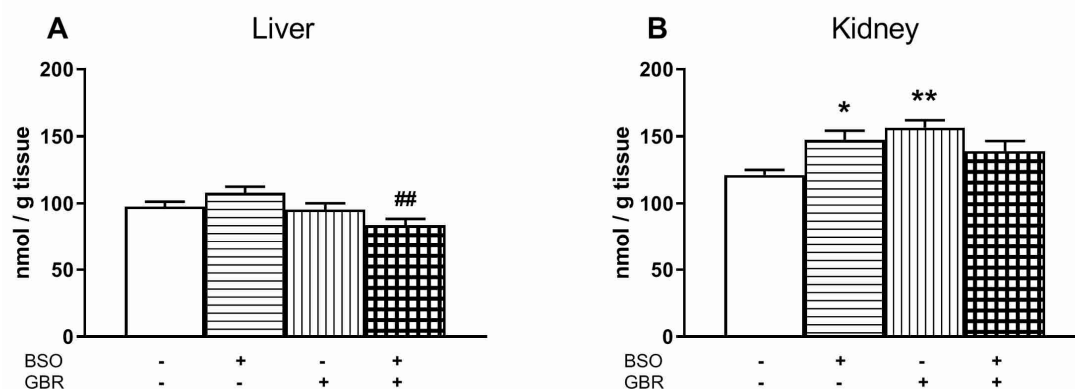 A Liver
nmol / g tissue
200
150
100
50
0
##
BSO - + - +
GBR - - + +
B Kidney
nmol / g tissue
200
150
100
50
0
* **
BSO - + - +
GBR - - + +